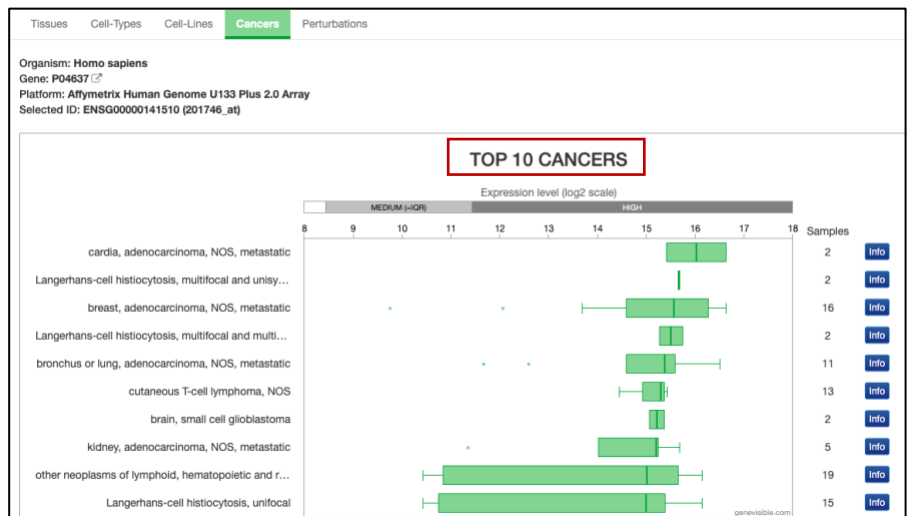 Tissues Cell-Types Cell-Lines Cancers Perturbations
Organism: Homo sapiens
Gene: P04637
Platform: Affymetrix Human Genome U133 Plus 2.0 Array
Selected ID: ENSG00000141510 (201746_at)
TOP 10 CANCERS
Expression level (log2 scale)
MEDIUM (=IQR) HIGH
8 9 10 11 12 13 14 15 16 17 18 Samples
cardia, adenocarcinoma, NOS, metastatic 2 Info
Langerhans-cell histiocytosis, multifocal and unisy... 2 Info
breast, adenocarcinoma, NOS, metastatic 16 Info
Langerhans-cell histiocytosis, multifocal and multi... 2 Info
bronchus or lung, adenocarcinoma, NOS, metastatic 11 Info
cutaneous T-cell lymphoma, NOS 13 Info
brain, small cell glioblastoma 2 Info
kidney, adenocarcinoma, NOS, metastatic 5 Info
other neoplasms of lymphoid, hematopoietic and r... 19 Info
Langerhans-cell histiocytosis, unifocal 15 Info
genevisible.com